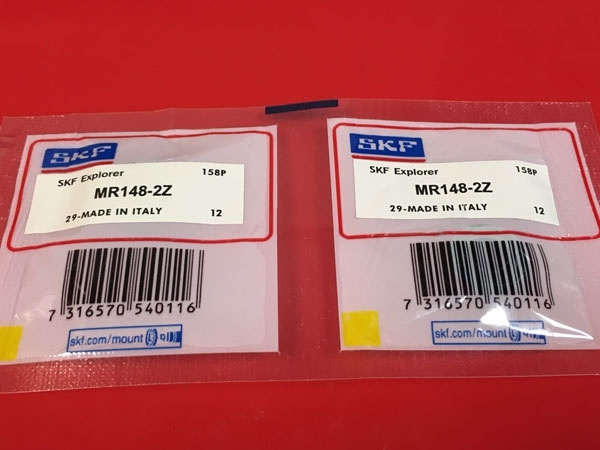 SKF
SKF Explorer 158P
MR148-2Z
29-MADE IN ITALY 12
7 316570 540116
skf.com/mount
SKF
SKF Explorer 158P
MR148-2Z
29-MADE IN ITALY 12
7 316570 540116
skf.com/mount